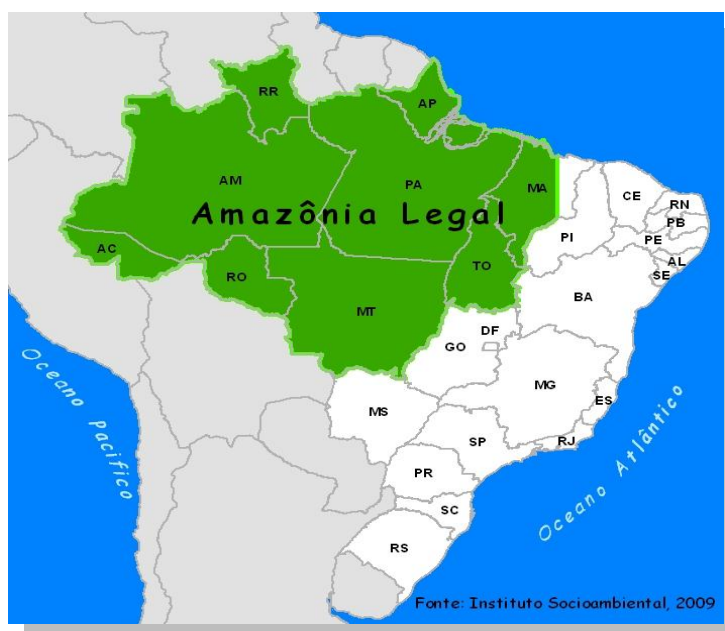 RR
AP
AM
PA
MA
CE
RN
PB
Amazônia Legal
PI
PE
AC
TO
AL
RO
SE
BA
MT
DF
GO
Oceano Pacifico
MG
ES
MS
SP
RJ
Oceano Atlântico
PR
SC
RS
Fonte: Instituto Socioambiental, 2009